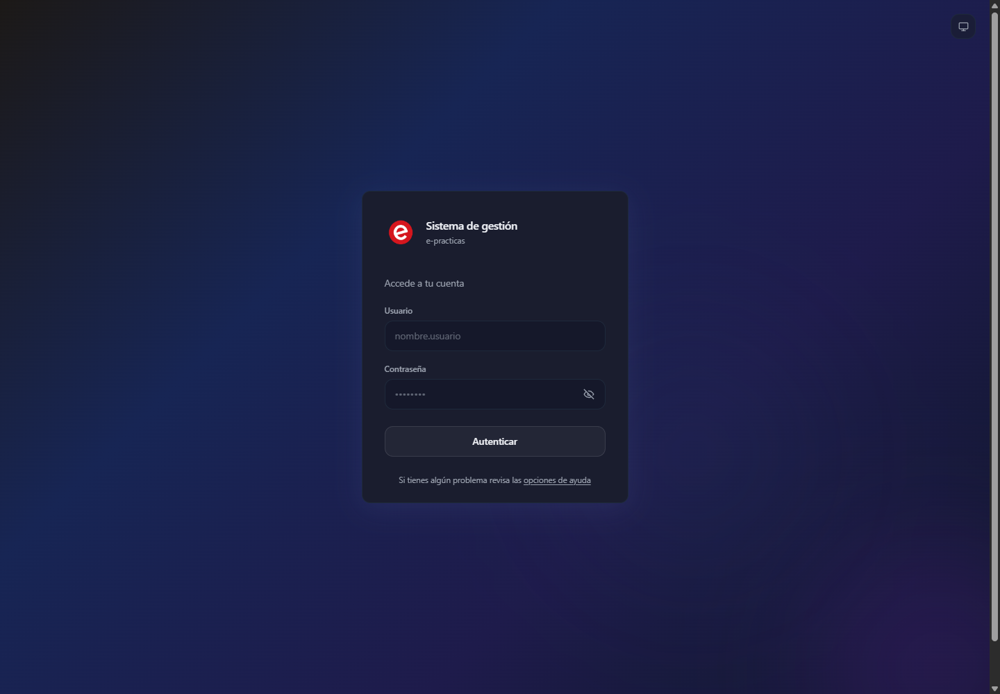 e
Sistema de gestión
e-practicas
Accede a tu cuenta
Usuario
nombre.usuario
Contraseña
••••••••
Autenticar
Si tienes algún problema revisa las opciones de ayuda